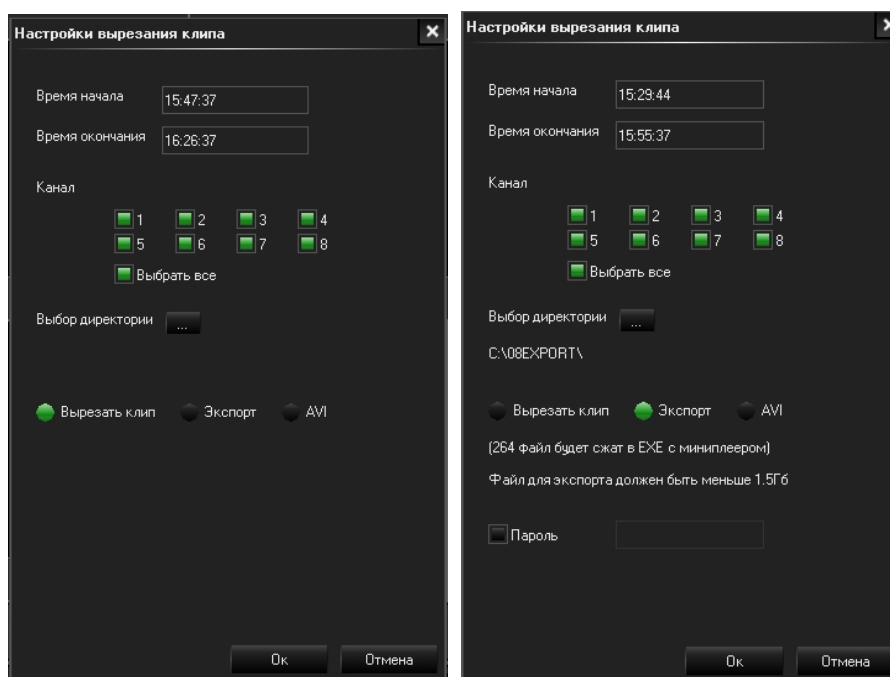 Настройки вырезания клипа
Время начала 15:47:37
Время окончания 16:26:37
Канал
1 2 3 4
5 6 7 8
Выбрать все
Выбор директории ...
Вырезать клип Экспорт AVI
Ок Отмена
Настройки вырезания клипа
Время начала 15:29:44
Время окончания 15:55:37
Канал
1 2 3 4
5 6 7 8
Выбрать все
Выбор директории ...
C:\08EXPORT\
Вырезать клип Экспорт AVI
(264 файл будет сжат в EXE с миниплеером)
Файл для экспорта должен быть меньше 1.5Гб
Пароль
Ок Отмена